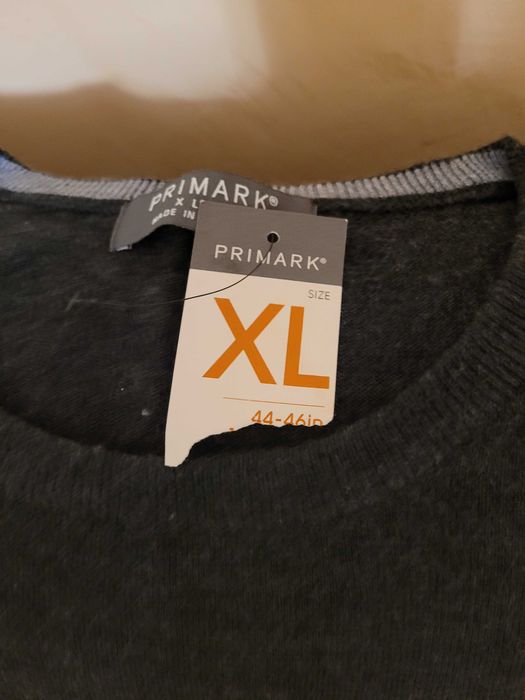 PRIMARK®
X L
MADE IN
PRIMARK®
SIZE
XL
44-46in